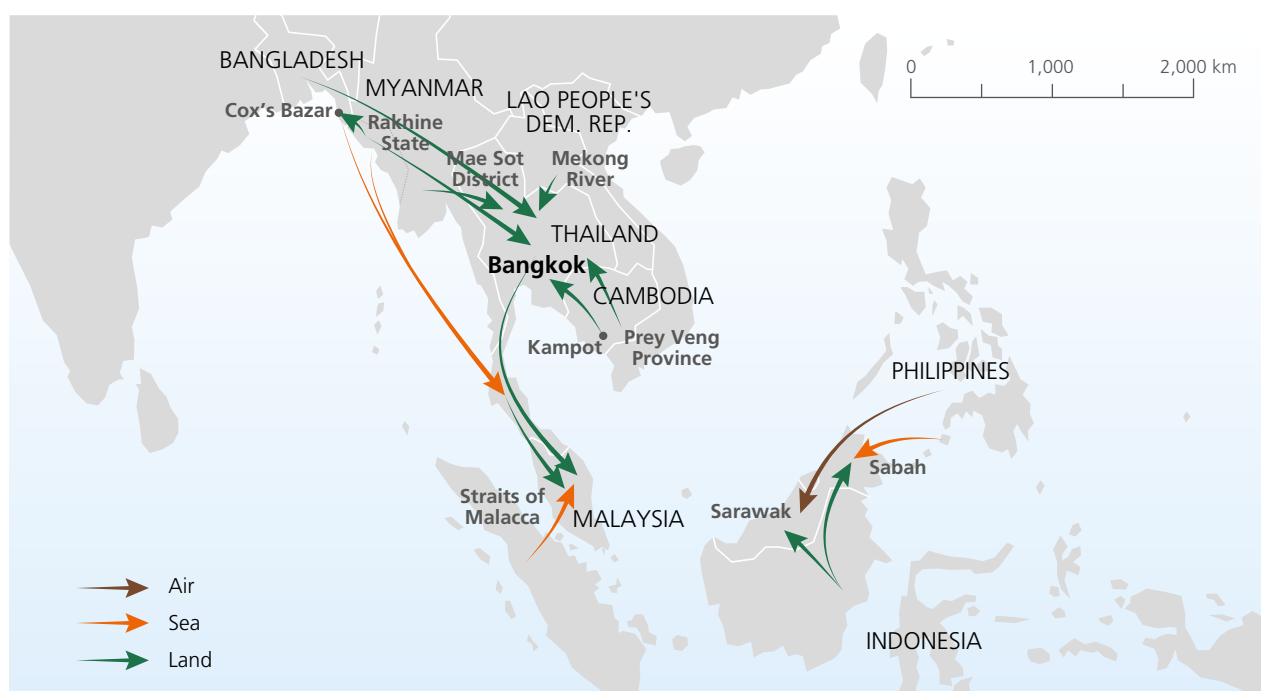 BANGLADESH
0 1,000 2,000 km
MYANMAR
LAO PEOPLE'S
DEM. REP.
Cox's Bazar
Rakhine
State
Mae Sot
District
Mekong
River
THAILAND
Bangkok
CAMBODIA
Kampot
Prey Veng
Province
PHILIPPINES
Sabah
Straits of
Malacca
Sarawak
MALAYSIA
Air
Sea
INDONESIA
Land